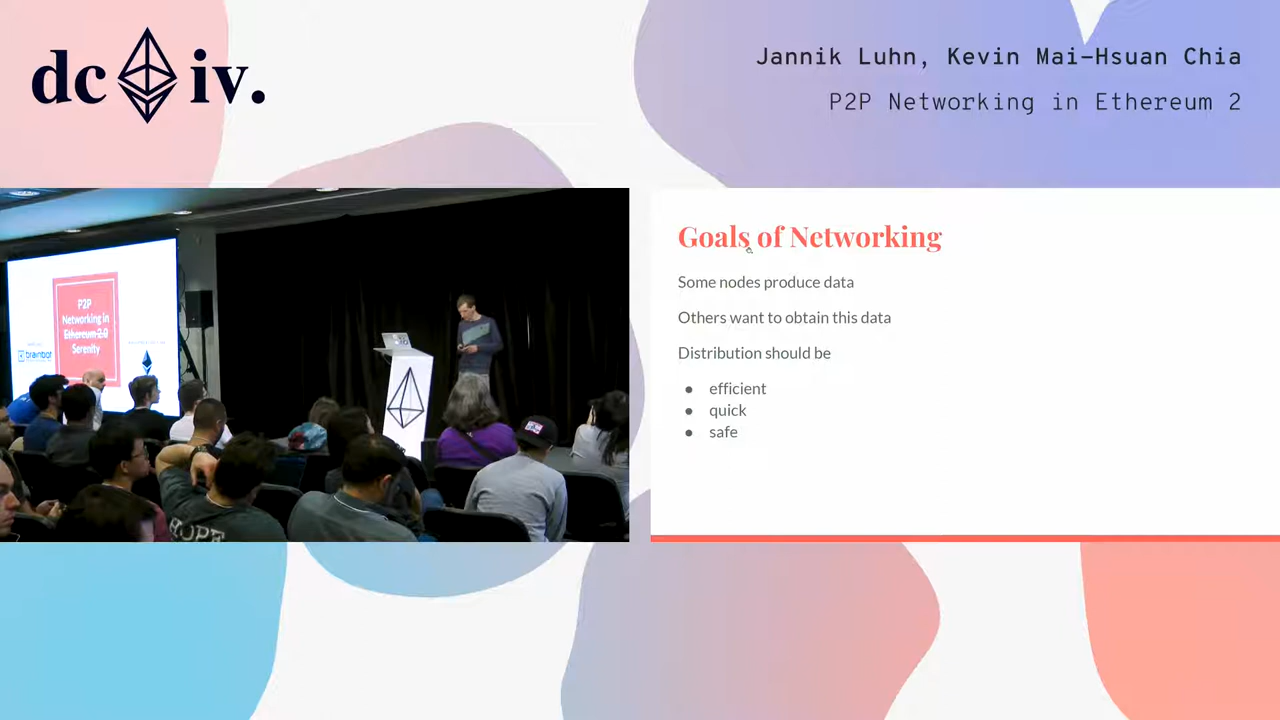 dc iv.
Jannik Luhn, Kevin Mai-Hsuan Chia
P2P Networking in Ethereum 2
P2P
Networking in
Ethereum 2.0
Serenity
brainbot
Goals of Networking
Some nodes produce data
Others want to obtain this data
Distribution should be
● efficient
● quick
● safe
HOPE